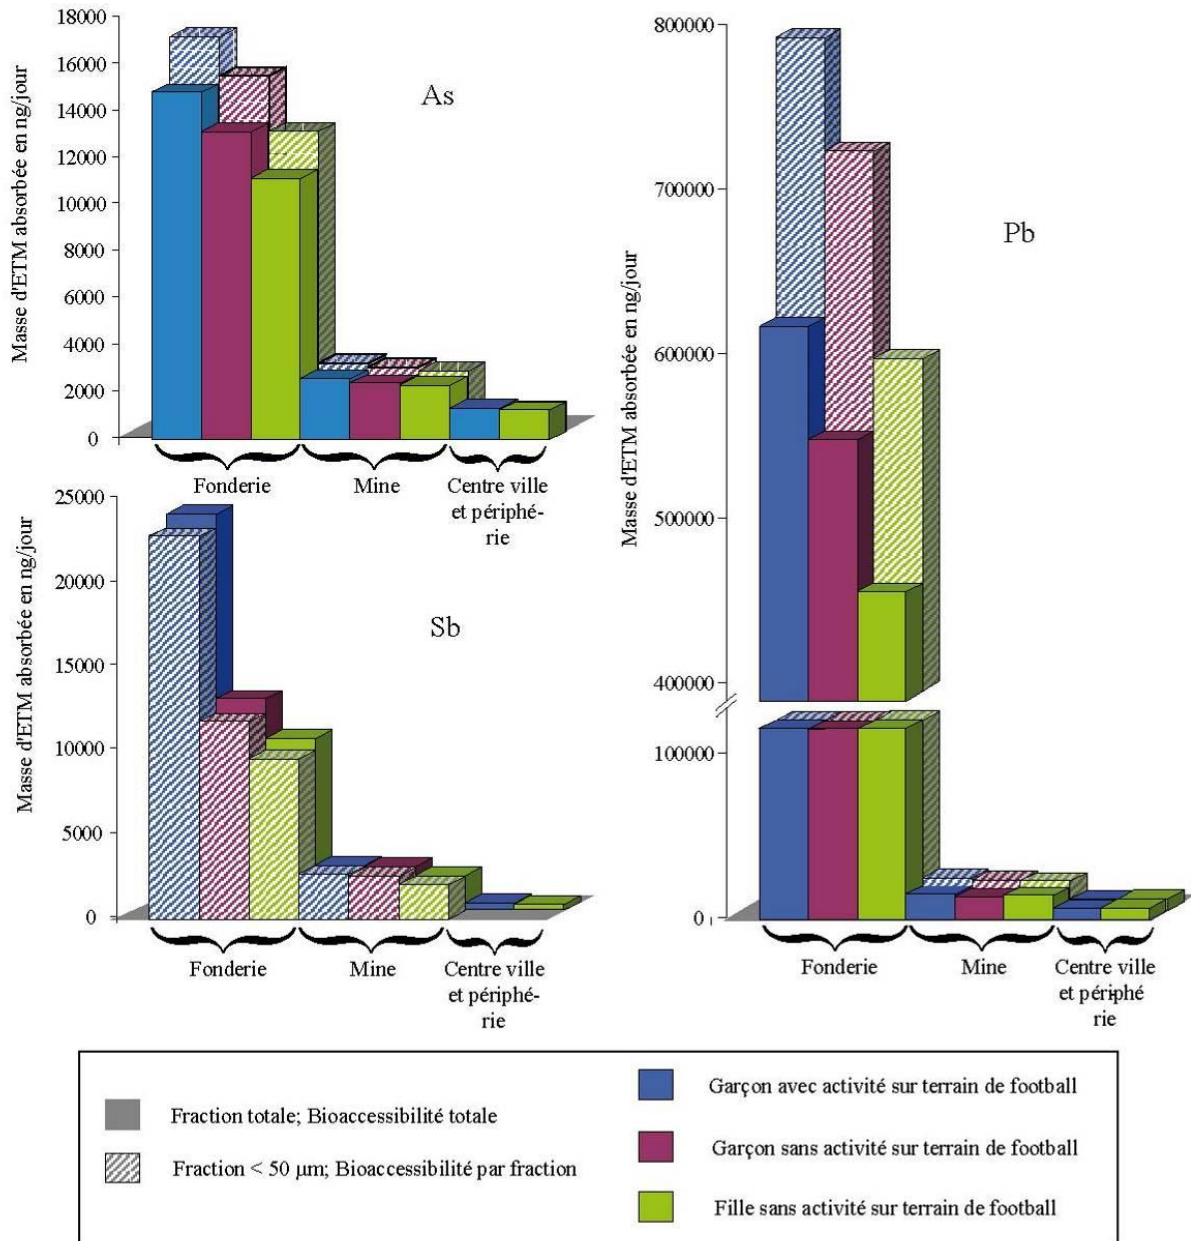 Masse d'ETM absorbée en ng/jour
18000
16000
14000
12000
10000
8000
6000
4000
2000
0
As
Fonderie
Mine
Centre ville
et périphé-
rie
Masse d'ETM absorbée en ng/jour
25000
20000
15000
10000
5000
0
Sb
Fonderie
Mine
Centre ville
et périphé-
rie
Masse d'ETM absorbée en ng/jour
800000
700000
600000
500000
400000
100000
0
Pb
Fonderie
Mine
Centre ville
et périphé
rie
Fraction totale; Bioaccessibilité totale
Fraction < 50 µm; Bioaccessibilité par fraction
Garçon avec activité sur terrain de football
Garçon sans activité sur terrain de football
Fille sans activité sur terrain de football